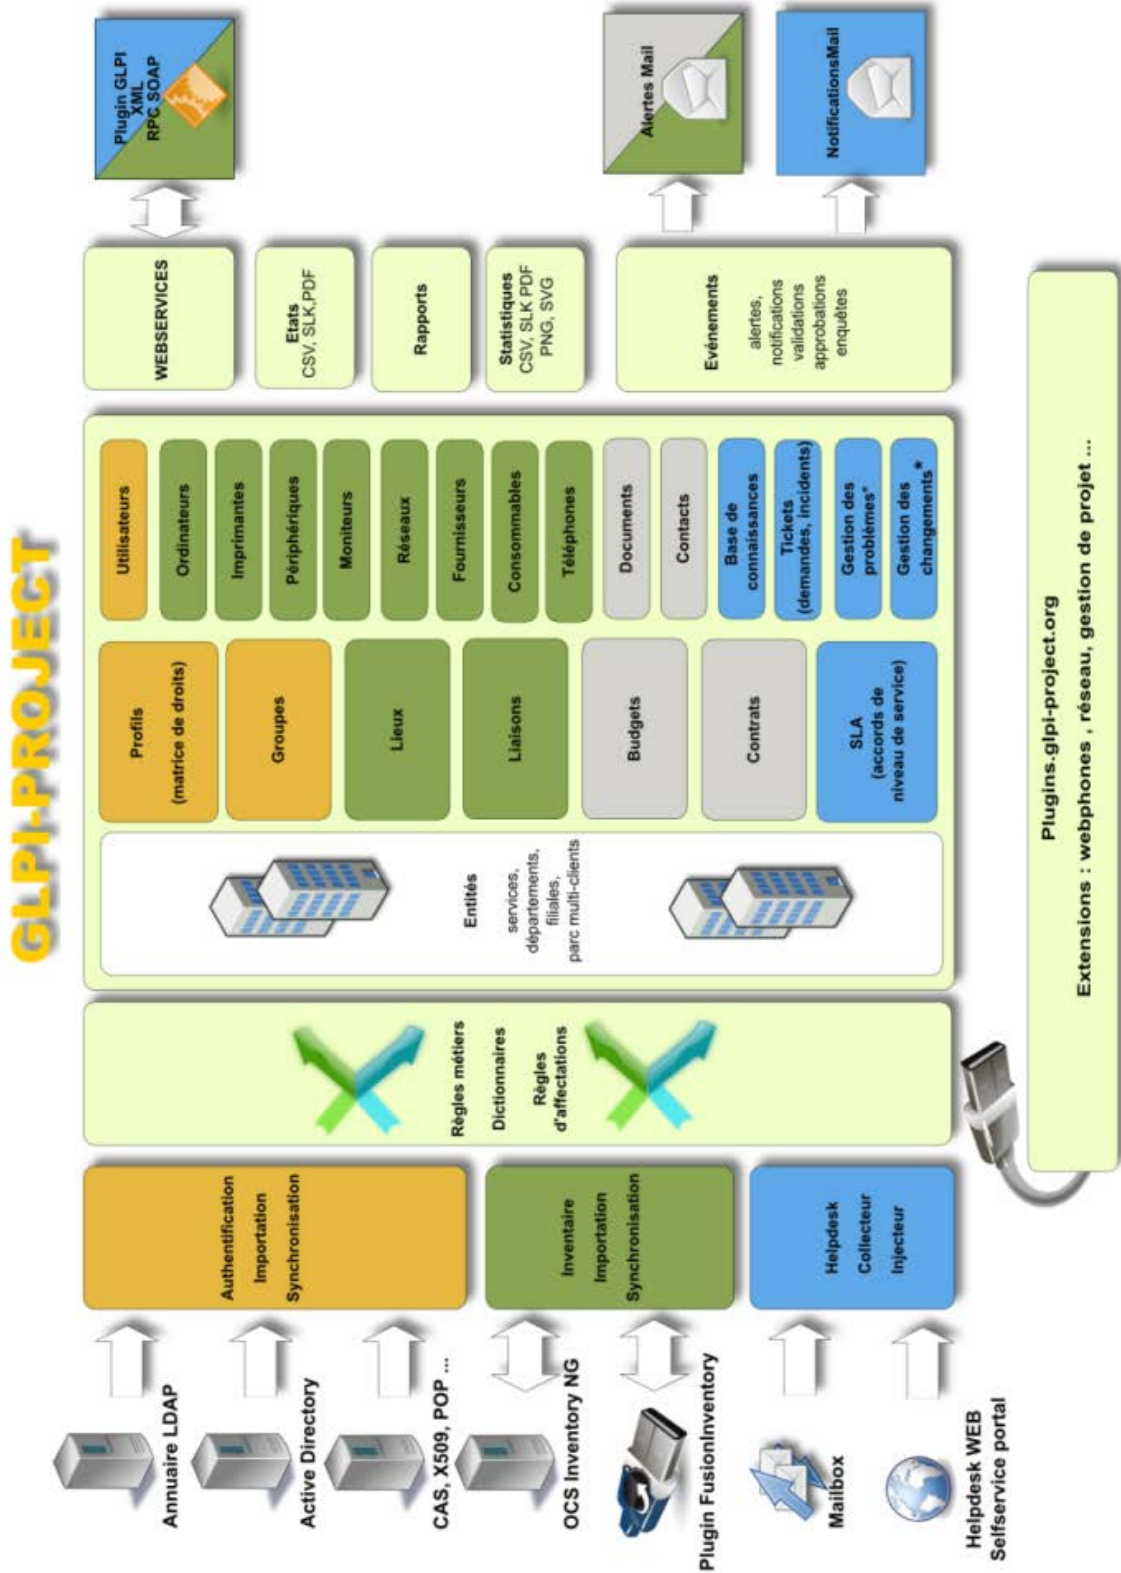 GLPI-PROJECT
Annuaire LDAP
Active Directory
CAS, X509, POP ...
OCS Inventory NG
Plugin FusionInventory
Mailbox
Helpdesk WEB
Selfservice portal
Authentification
Importation
Synchronisation
Inventaire
Importation
Synchronisation
Helpdesk
Collecteur
Injecteur
Règles métiers
Dictionnaires
Règles
d'affectations
Entités
services,
départements,
filiales,
parc multi-clients
Profils
(matrice de droits)
Groupes
Lieux
Liaisons
Budgets
Contrats
SLA
(accords de
niveau de service)
Utilisateurs
Ordinateurs
Imprimantes
Périphériques
Moniteurs
Réseaux
Fournisseurs
Consommables
Téléphones
Documents
Contacts
Base de
connaissances
Tickets
(demandes, incidents)
Gestion des
problèmes*
Gestion des
changements*
WEBSERVICES
Etats
CSV, SLK,PDF
Rapports
Statistiques
CSV, SLK PDF
PNG, SVG
Evénements
alertes,
notifications
validations
approbations
enquêtes
Plugin GLPI
XML
RPC SOAP
Alertes Mail
NotificationsMail
Plugins.glpi-project.org
Extensions : webphones , réseau, gestion de projet ...